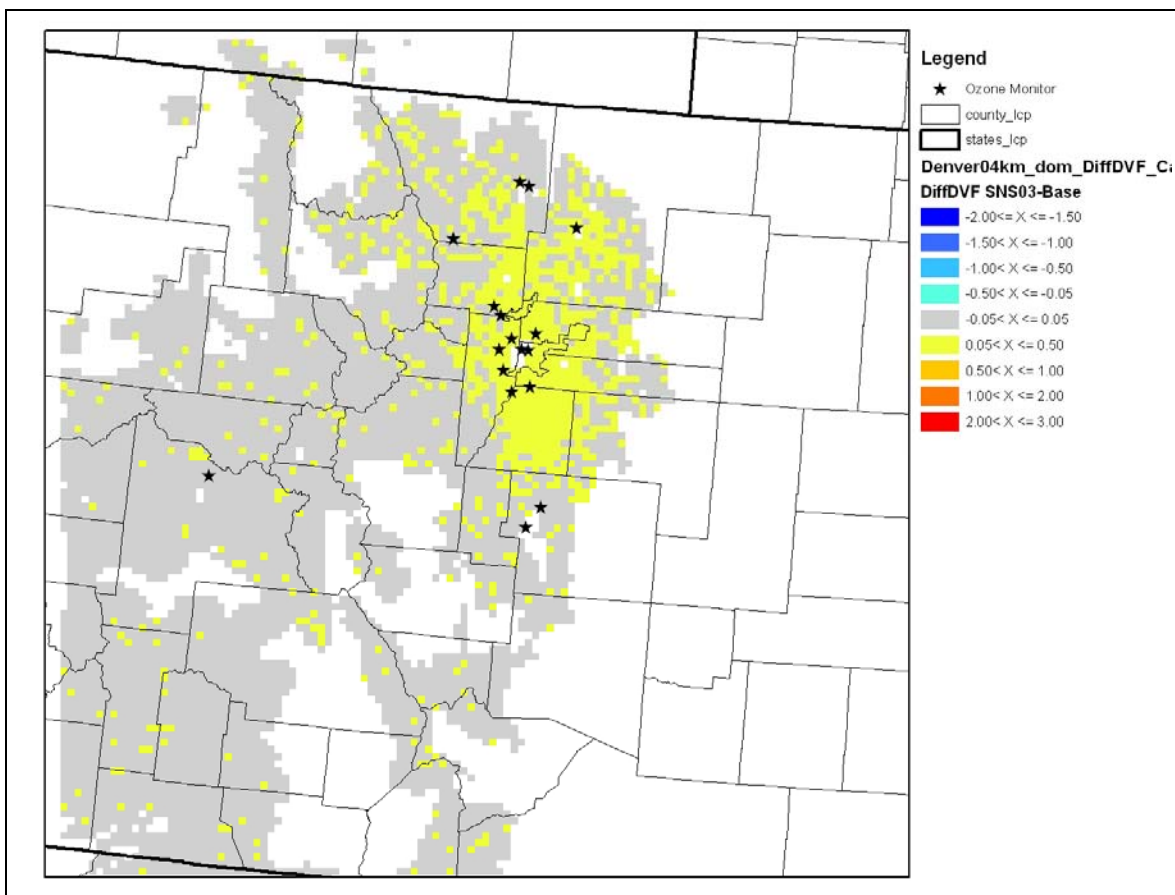 Legend
Ozone Monitor
county_lcp
states_lcp
Denver04km_dom_DiffDVF_Ca
DiffDVF SNS03-Base
-2.00<= X <= -1.50
-1.50< X <= -1.00
-1.00< X <= -0.50
-0.50< X <= -0.05
-0.05< X <= 0.05
0.05< X <= 0.50
0.50< X <= 1.00
1.00< X <= 2.00
2.00< X <= 3.00